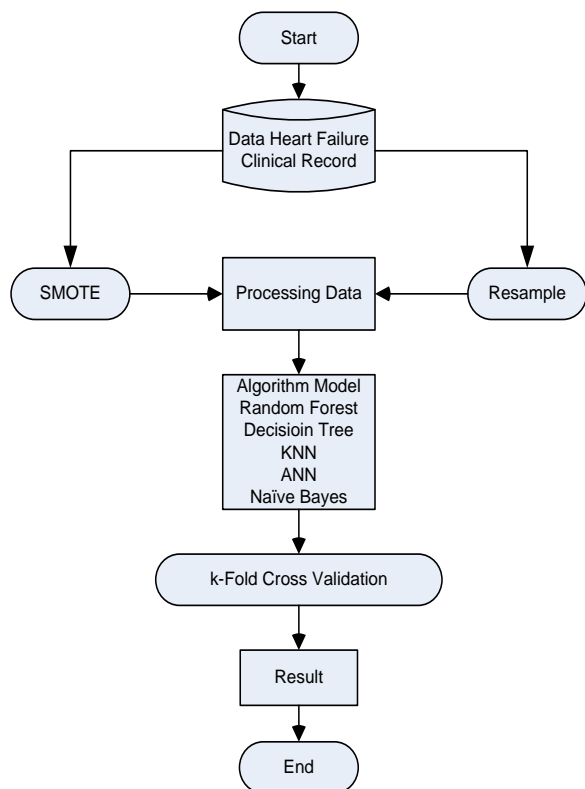 Start
Data Heart Failure
Clinical Record
SMOTE
Processing Data
Resample
Algorithm Model
Random Forest
Decisioin Tree
KNN
ANN
Naïve Bayes
k-Fold Cross Validation
Result
End